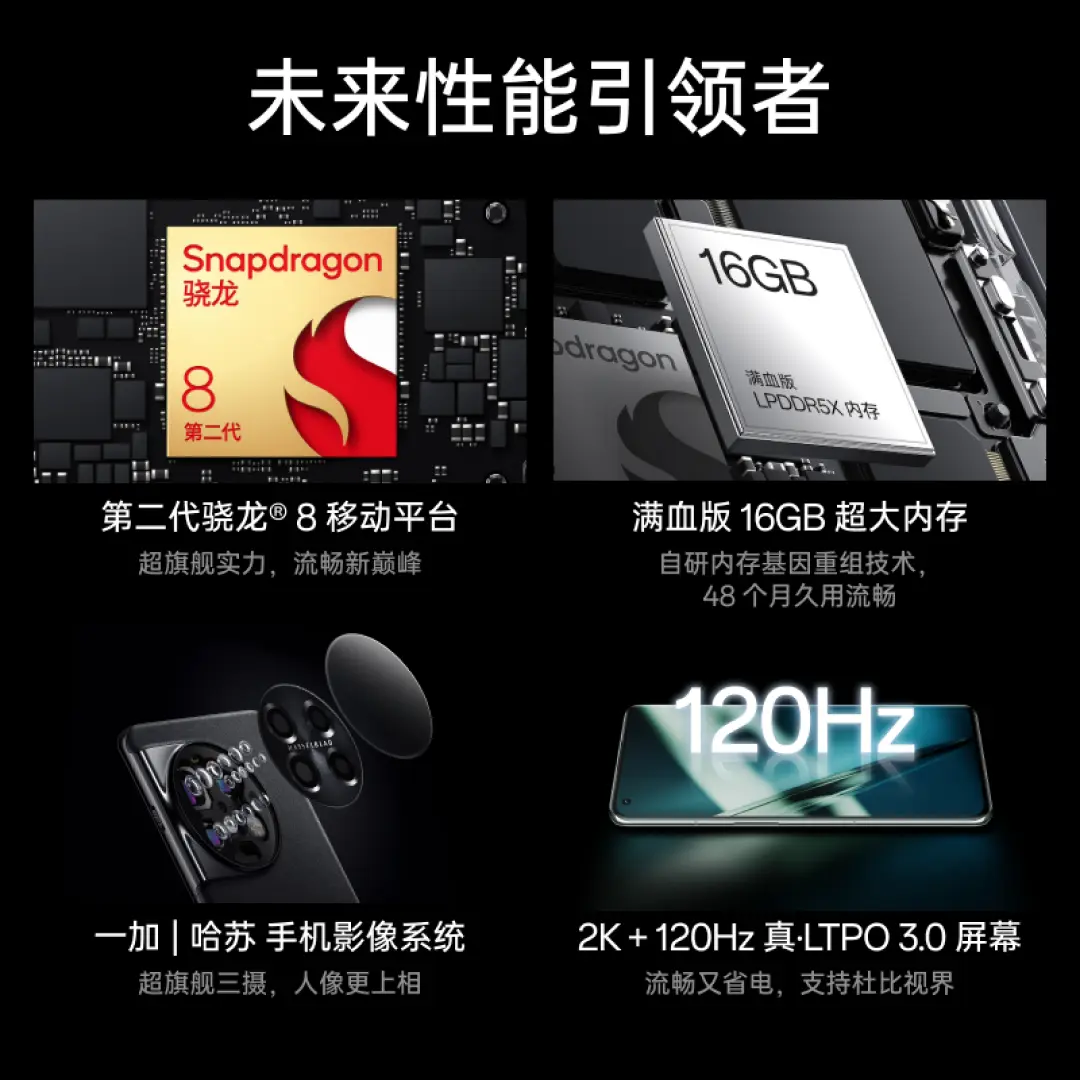 未来性能引领者
Snapdragon
骁龙
8
第二代
16GB
满血版
LPDDR5X 内存
dragon
第二代骁龙® 8 移动平台
超旗舰实力，流畅新巅峰
满血版 16GB 超大内存
自研内存基因重组技术，
48 个月久用流畅
HASSELBLAD
120Hz
一加 | 哈苏 手机影像系统
超旗舰三摄，人像更上相
2K + 120Hz 真·LTPO 3.0 屏幕
流畅又省电，支持杜比视界